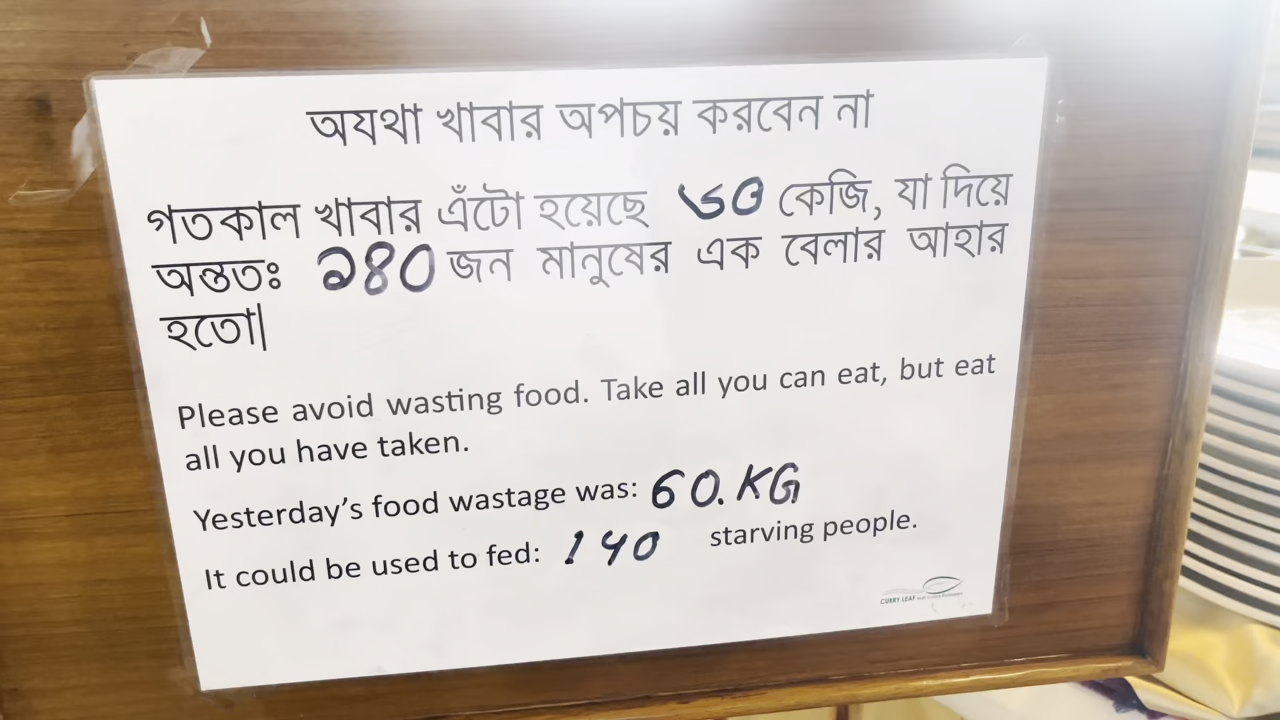 অযথা খাবার অপচয় করবেন না
গতকাল খাবার এঁটো হয়েছে ৬০ কেজি, যা দিয়ে
অন্ততঃ ১৪০ জন মানুষের এক বেলার আহার
হতো|
Please avoid wasting food. Take all you can eat, but eat
all you have taken.
Yesterday's food wastage was: 60.KG
It could be used to fed: 140 starving people.
CURRY LEAF